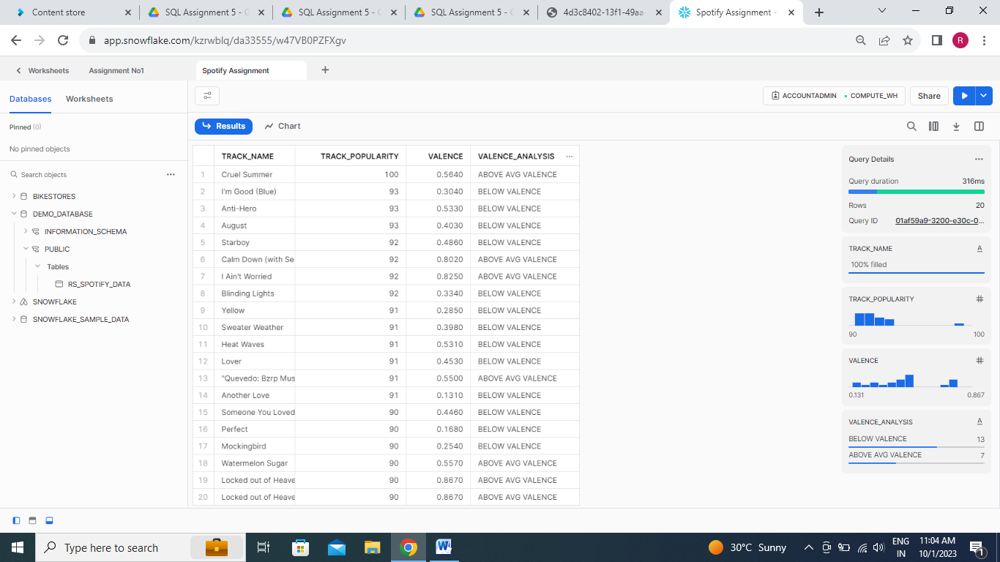 Content store
SQL Assignment 5 - G
SQL Assignment 5 - G
SQL Assignment 5 - G
4d3c8402-13f1-49aa-
Spotify Assignment -
app.snowflake.com/kzrwblq/da33555/w47VB0PZFXgv
R
Worksheets
Assignment No1
Spotify Assignment
Databases
Worksheets
ACCOUNTADMIN
COMPUTE_WH
Share
Pinned (0)
No pinned objects
Search objects
BIKESTORES
DEMO_DATABASE
INFORMATION_SCHEMA
PUBLIC
Tables
RS_SPOTIFY_DATA
SNOWFLAKE
SNOWFLAKE_SAMPLE_DATA
Results
Chart
TRACK_NAME TRACK_POPULARITY VALENCE VALENCE_ANALYSIS
1 Cruel Summer 100 0.5640 ABOVE AVG VALENCE
2 I'm Good (Blue) 93 0.3040 BELOW VALENCE
3 Anti-Hero 93 0.5330 BELOW VALENCE
4 August 93 0.4030 BELOW VALENCE
5 Starboy 92 0.4860 BELOW VALENCE
6 Calm Down (with Se 92 0.8020 ABOVE AVG VALENCE
7 I Ain't Worried 92 0.8250 ABOVE AVG VALENCE
8 Blinding Lights 92 0.3340 BELOW VALENCE
9 Yellow 91 0.2850 BELOW VALENCE
10 Sweater Weather 91 0.3980 BELOW VALENCE
11 Heat Waves 91 0.5310 BELOW VALENCE
12 Lover 91 0.4530 BELOW VALENCE
13 "Quevedo: Bzrp Mus 91 0.5500 ABOVE AVG VALENCE
14 Another Love 91 0.1310 BELOW VALENCE
15 Someone You Loved 90 0.4460 BELOW VALENCE
16 Perfect 90 0.1680 BELOW VALENCE
17 Mockingbird 90 0.2540 BELOW VALENCE
18 Watermelon Sugar 90 0.5570 ABOVE AVG VALENCE
19 Locked out of Heave 90 0.8670 ABOVE AVG VALENCE
20 Locked out of Heave 90 0.8670 ABOVE AVG VALENCE
Query Details
Query duration 316ms
Rows 20
Query ID 01af59a9-3200-e30c-0...
TRACK_NAME
100% filled
TRACK_POPULARITY
90 100
VALENCE
0.131 0.867
VALENCE_ANALYSIS
BELOW VALENCE 13
ABOVE AVG VALENCE 7
Type here to search
30°C Sunny
ENG
IN
11:04 AM
10/1/2023
1